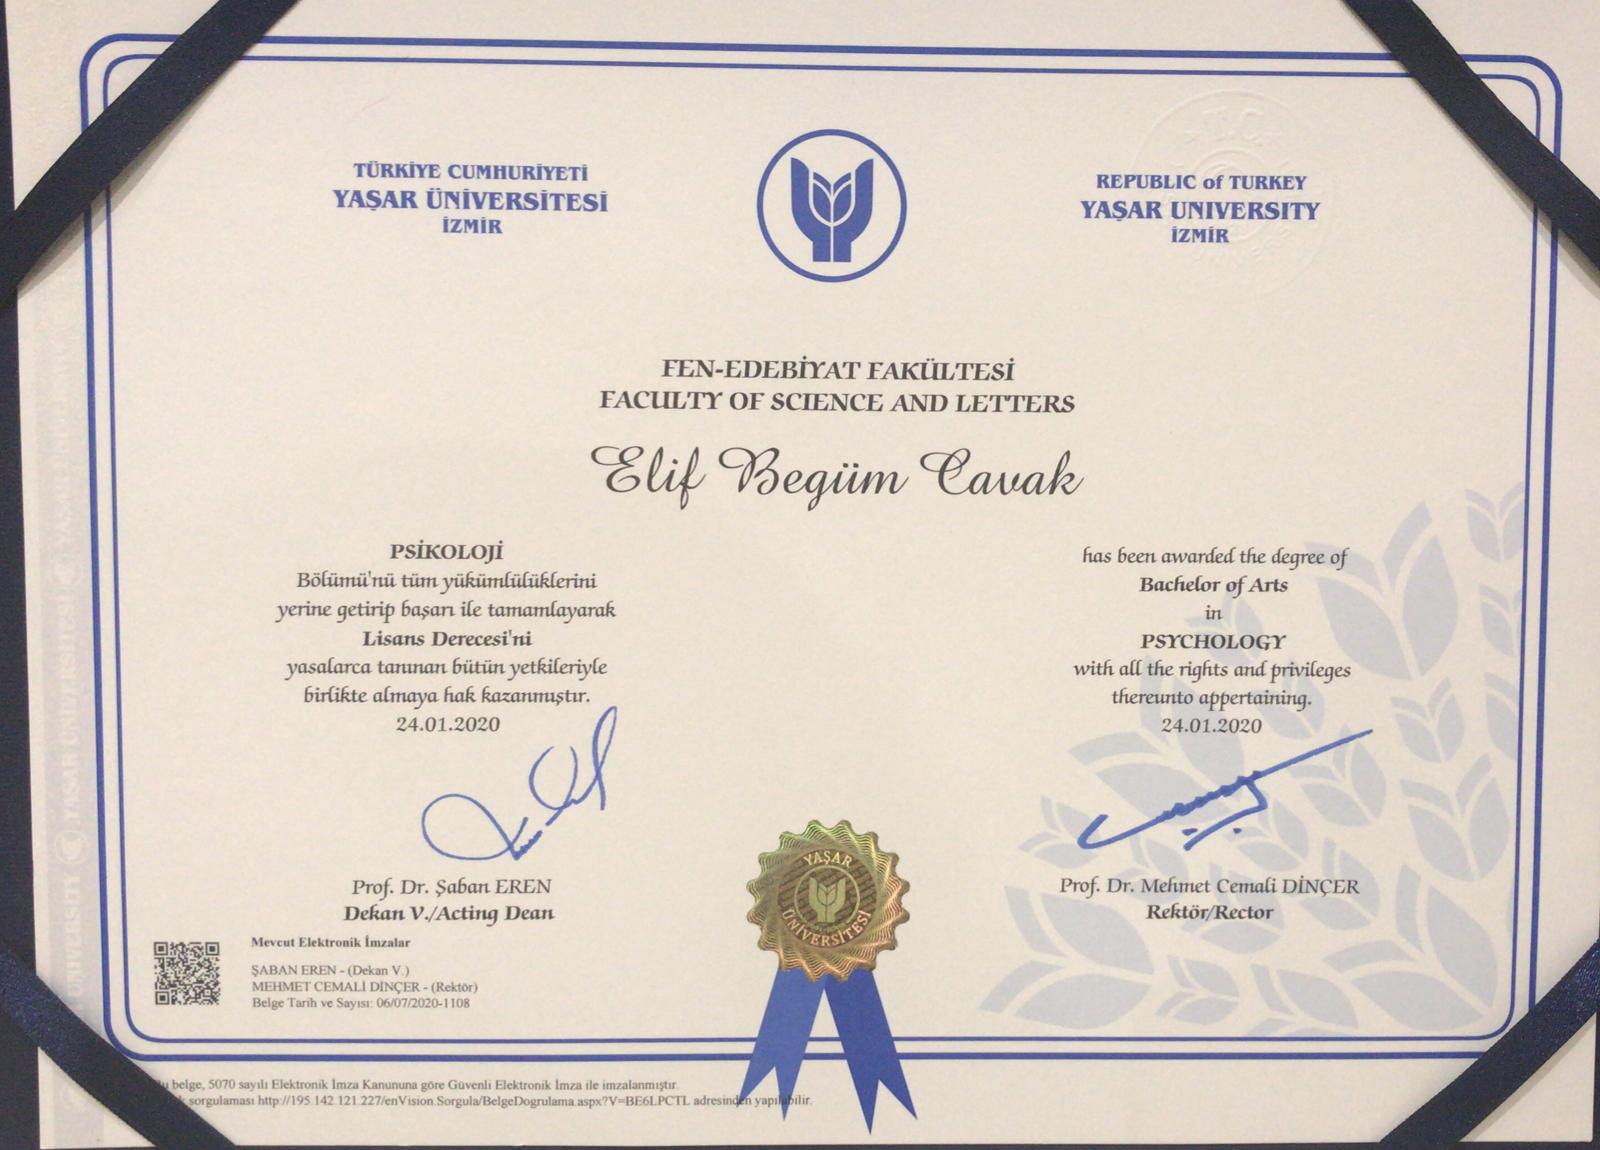 TÜRKİYE CUMHURİYETİ
YAŞAR ÜNİVERSİTESİ
İZMİR
REPUBLIC of TURKEY
YAŞAR UNIVERSITY
İZMİR
FEN-EDEBİYAT FAKÜLTESİ
FACULTY OF SCIENCE AND LETTERS
Elif Begüm Cavak
PSİKOLOJİ
Bölümü'nü tüm yükümlülüklerini
yerine getirip başarı ile tamamlayarak
Lisans Derecesi'ni
yasalarca tanınan bütün yetkileriyle
birlikte almaya hak kazanmıştır.
24.01.2020
has been awarded the degree of
Bachelor of Arts
in
PSYCHOLOGY
with all the rights and privileges
thereunto appertaining.
24.01.2020
Prof. Dr. Şaban EREN
Dekan V./Acting Dean
YAŞAR
ÜNİVERSİTESİ
Prof. Dr. Mehmet Cemali DİNÇER
Rektör/Rector
Mevcut Elektronik İmzalar
ŞABAN EREN - (Dekan V.)
MEHMET CEMALİ DİNÇER - (Rektör)
Belge Tarih ve Sayısı: 06/07/2020-1108
belge, 5070 sayılı Elektronik İmza Kanununa göre Güvenli Elektronik İmza ile imzalanmıştır.
sorgulaması http://195.142.121.227/enVision.Sorgula/BelgeDogrulama.aspx?V=BE6LPCTL adresinden yapılabilir.
YAŞAR ÜNİVERSİTESİ